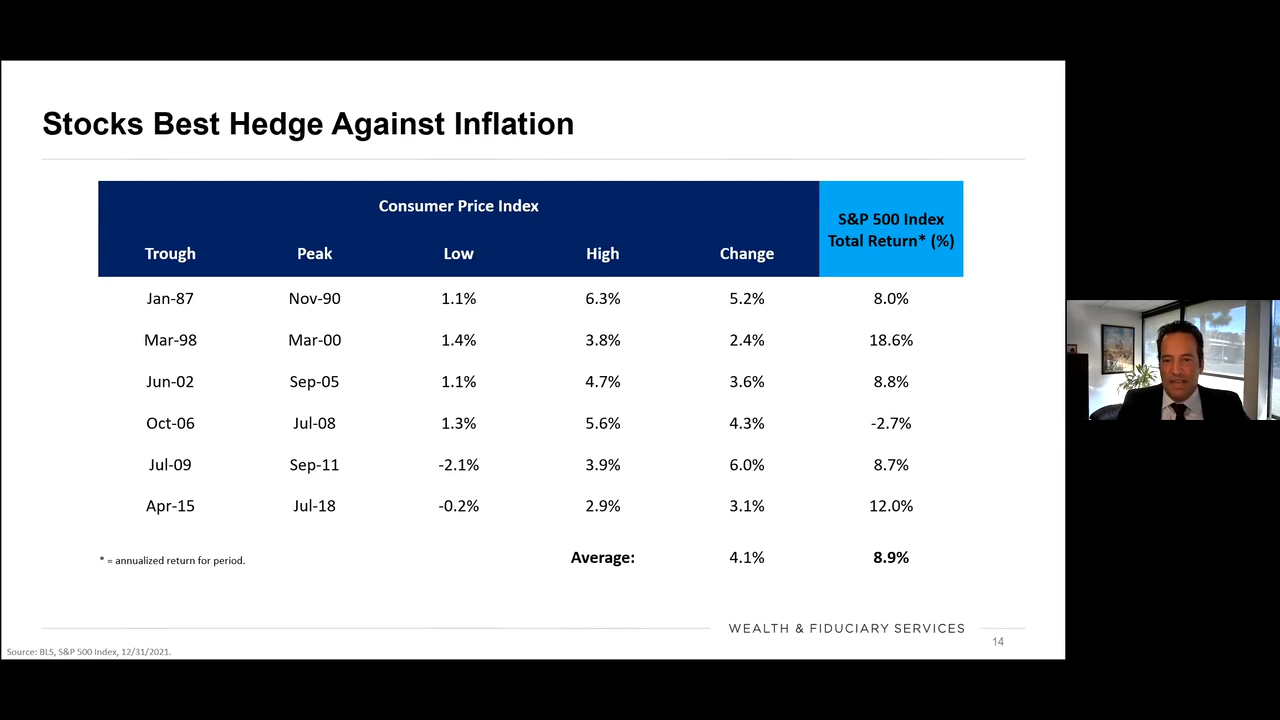 Stocks Best Hedge Against Inflation
Consumer Price Index
S&P 500 Index
Total Return* (%)
Trough Peak Low High Change
Jan-87 Nov-90 1.1% 6.3% 5.2% 8.0%
Mar-98 Mar-00 1.4% 3.8% 2.4% 18.6%
Jun-02 Sep-05 1.1% 4.7% 3.6% 8.8%
Oct-06 Jul-08 1.3% 5.6% 4.3% -2.7%
Jul-09 Sep-11 -2.1% 3.9% 6.0% 8.7%
Apr-15 Jul-18 -0.2% 2.9% 3.1% 12.0%
* = annualized return for period. Average: 4.1% 8.9%
WEALTH & FIDUCIARY SERVICES
14
Source: BLS, S&P 500 Index, 12/31/2021.